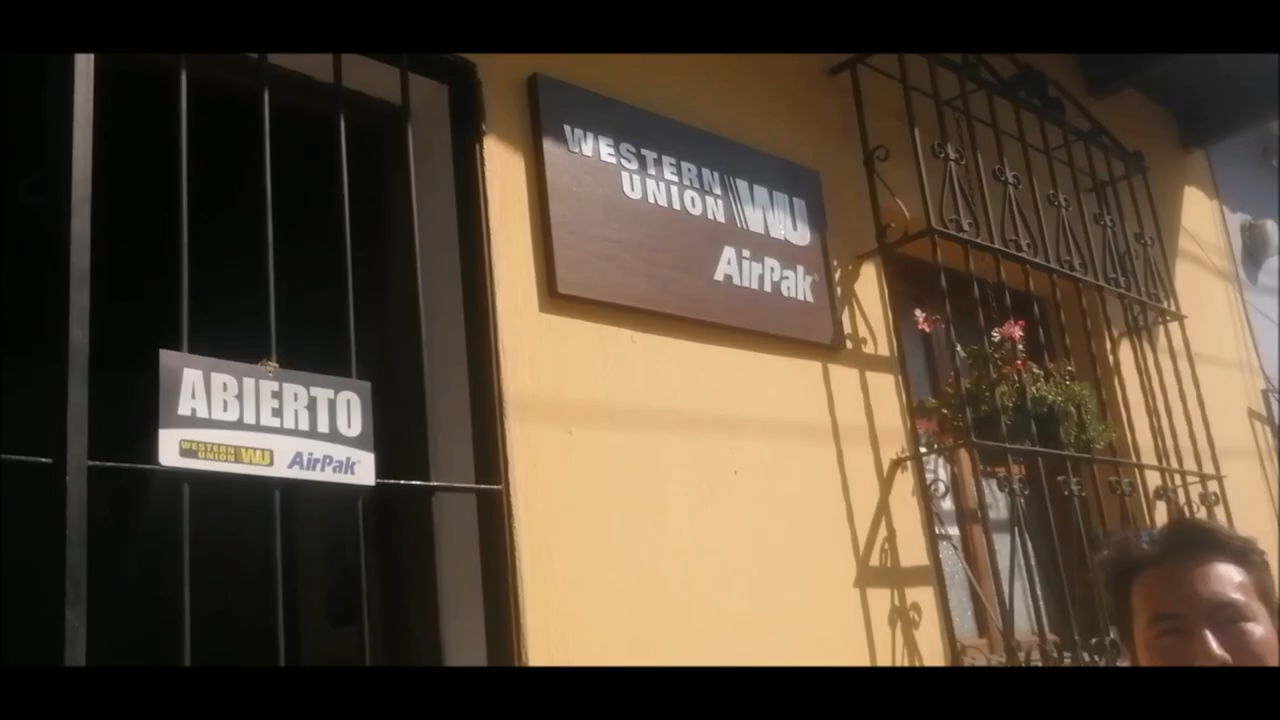 WESTERN
UNION WU
AirPak
ABIERTO
WESTERN
UNION WU AirPak